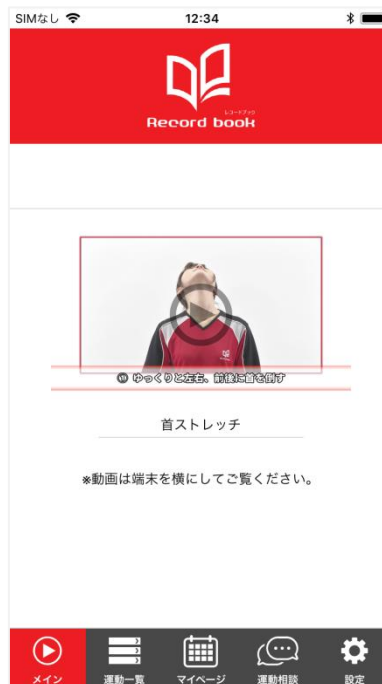 SIMなし 12:34
レコードブック
Record book
ゆっくりと左右、前後に首を倒す
首ストレッチ
※動画は端末を横にしてご覧ください。
メイン 運動一覧 マイページ 運動相談 設定